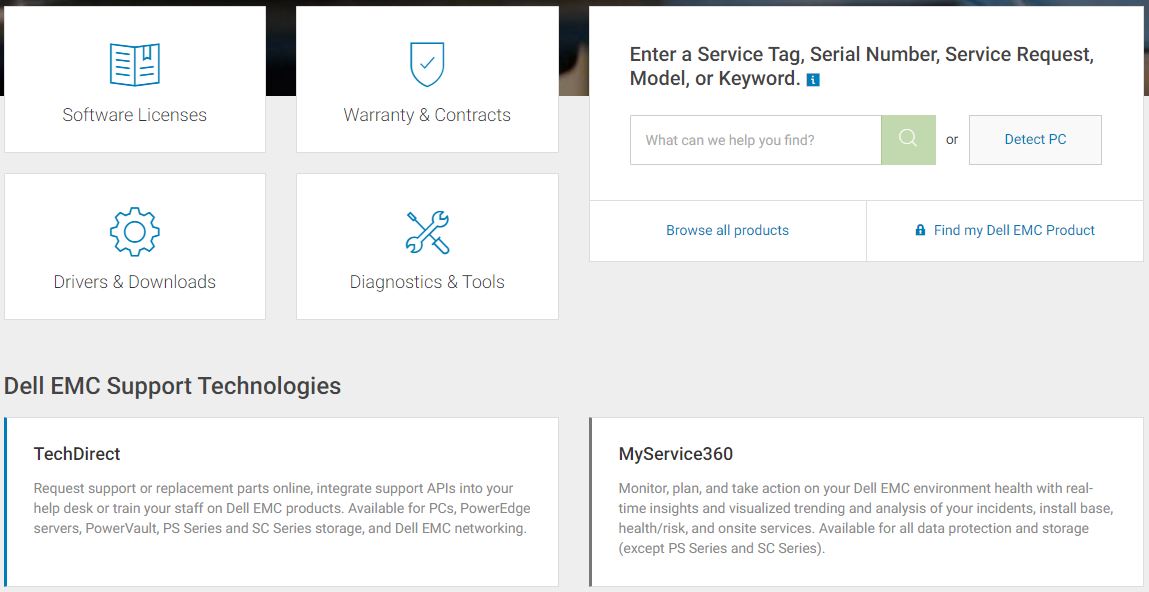 Software Licenses
Warranty & Contracts
Enter a Service Tag, Serial Number, Service Request,
Model, or Keyword.
What can we help you find?
or
Detect PC
Browse all products
Find my Dell EMC Product
Drivers & Downloads
Diagnostics & Tools
Dell EMC Support Technologies
TechDirect
Request support or replacement parts online, integrate support APIs into your
help desk or train your staff on Dell EMC products. Available for PCs, PowerEdge
servers, PowerVault, PS Series and SC Series storage, and Dell EMC networking.
MyService360
Monitor, plan, and take action on your Dell EMC environment health with real-
time insights and visualized trending and analysis of your incidents, install base,
health/risk, and onsite services. Available for all data protection and storage
(except PS Series and SC Series).